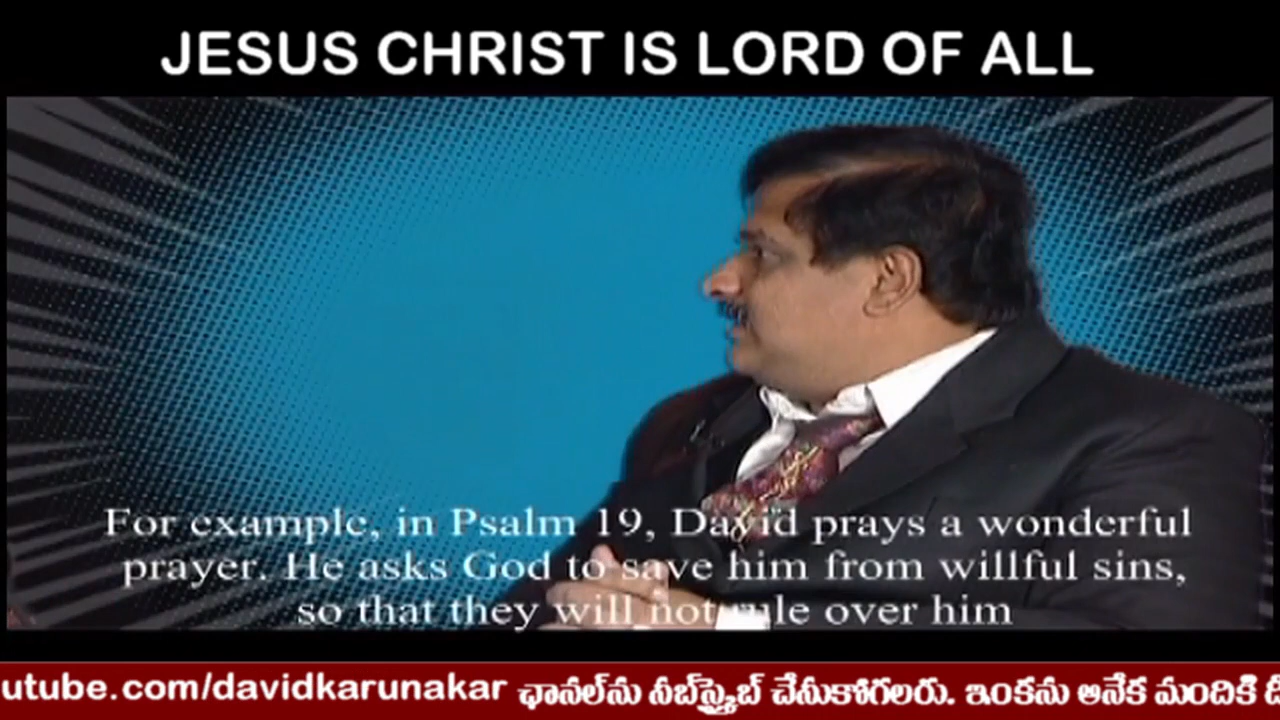 JESUS CHRIST IS LORD OF ALL
For example, in Psalm 19, David prays a wonderful
prayer. He asks God to save him from willful sins,
so that they will not rule over him
utube.com/davidkarunakar ఛానల్‌ను సబ్‌స్క్రైబ్ చేసుకోగలరు. ఇంకను అనేక మందికి